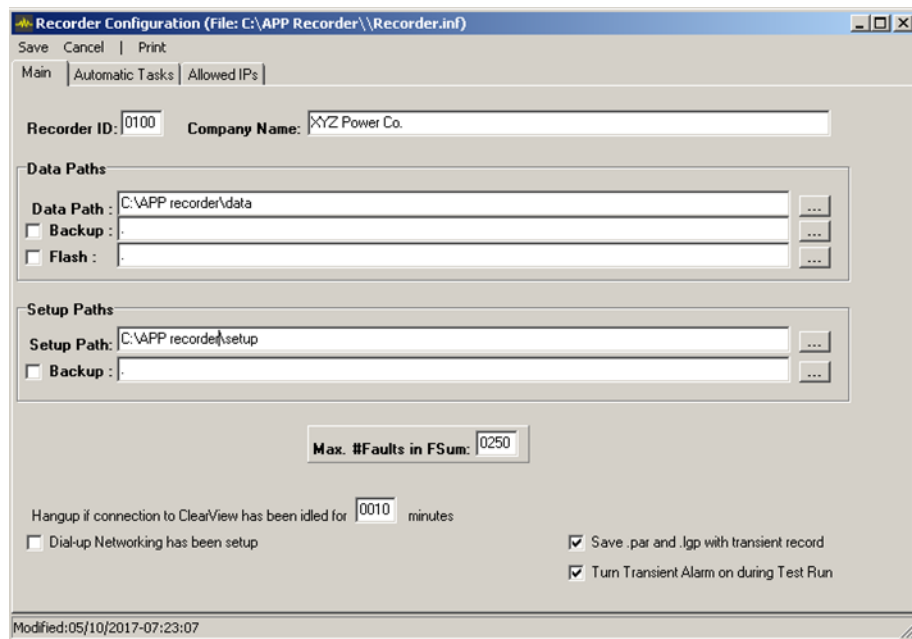 Recorder Configuration (File: C:\APP Recorder\\Recorder.inf)
Save Cancel | Print
Main Automatic Tasks Allowed IPs
Recorder ID: 0100 Company Name: XYZ Power Co.
Data Paths
Data Path : C:\APP recorder\data ...
Backup : . ...
Flash : . ...
Setup Paths
Setup Path: C:\APP recorder\setup ...
Backup : . ...
Max. #Faults in FSum: 0250
Hangup if connection to ClearView has been idled for 0010 minutes
Dial-up Networking has been setup
Save .par and .lgp with transient record
Turn Transient Alarm on during Test Run
Modified:05/10/2017-07:23:07